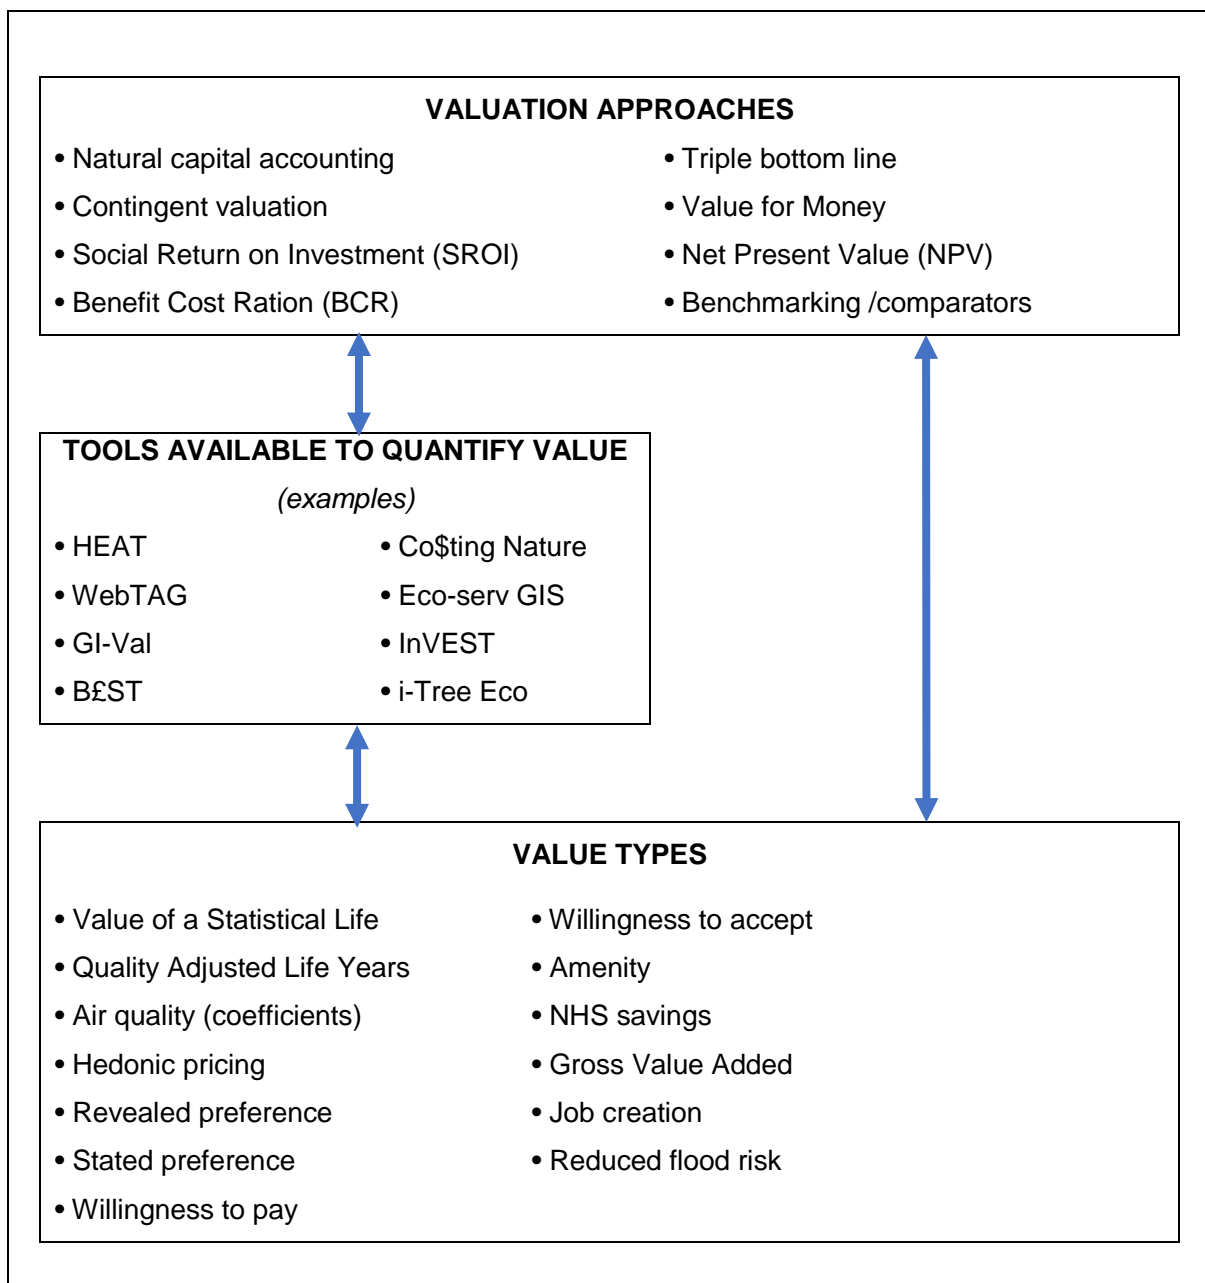 VALUATION APPROACHES
• Natural capital accounting
• Contingent valuation
• Social Return on Investment (SROI)
• Benefit Cost Ration (BCR)
• Triple bottom line
• Value for Money
• Net Present Value (NPV)
• Benchmarking /comparators
TOOLS AVAILABLE TO QUANTIFY VALUE
(examples)
• HEAT
• WebTAG
• GI-Val
• B£ST
• Co$ting Nature
• Eco-serv GIS
• InVEST
• i-Tree Eco
VALUE TYPES
• Value of a Statistical Life
• Quality Adjusted Life Years
• Air quality (coefficients)
• Hedonic pricing
• Revealed preference
• Stated preference
• Willingness to pay
• Willingness to accept
• Amenity
• NHS savings
• Gross Value Added
• Job creation
• Reduced flood risk